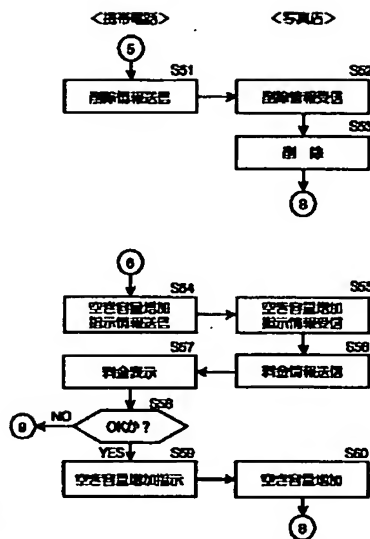 <携帯電話>
<写真店>
5
S51
S52
削除情報送信
削除情報受信
S53
削 除
8
6
S54
S55
空き容量増加
指示情報送信
空き容量増加
指示情報受信
S57
S56
料金表示
料金情報送信
S58
9
NO
OKか?
YES
S59
S60
空き容量増加指示
空き容量増加
8